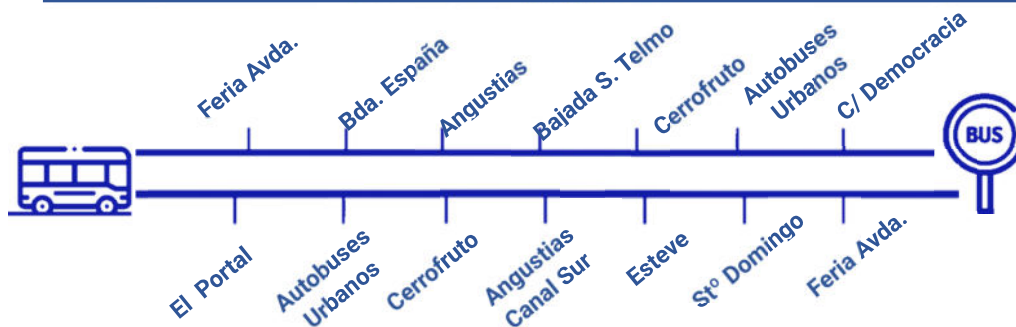 Feria Avda.
Bda. España
Angustias
Bajada S. Telmo
Cerrofruto
Autobuses
Urbanos
C/ Democracia
BUS
El Portal
Autobuses
Urbanos
Cerrofruto
Angustias
Canal Sur
Esteve
Stº Domingo
Feria Avda.